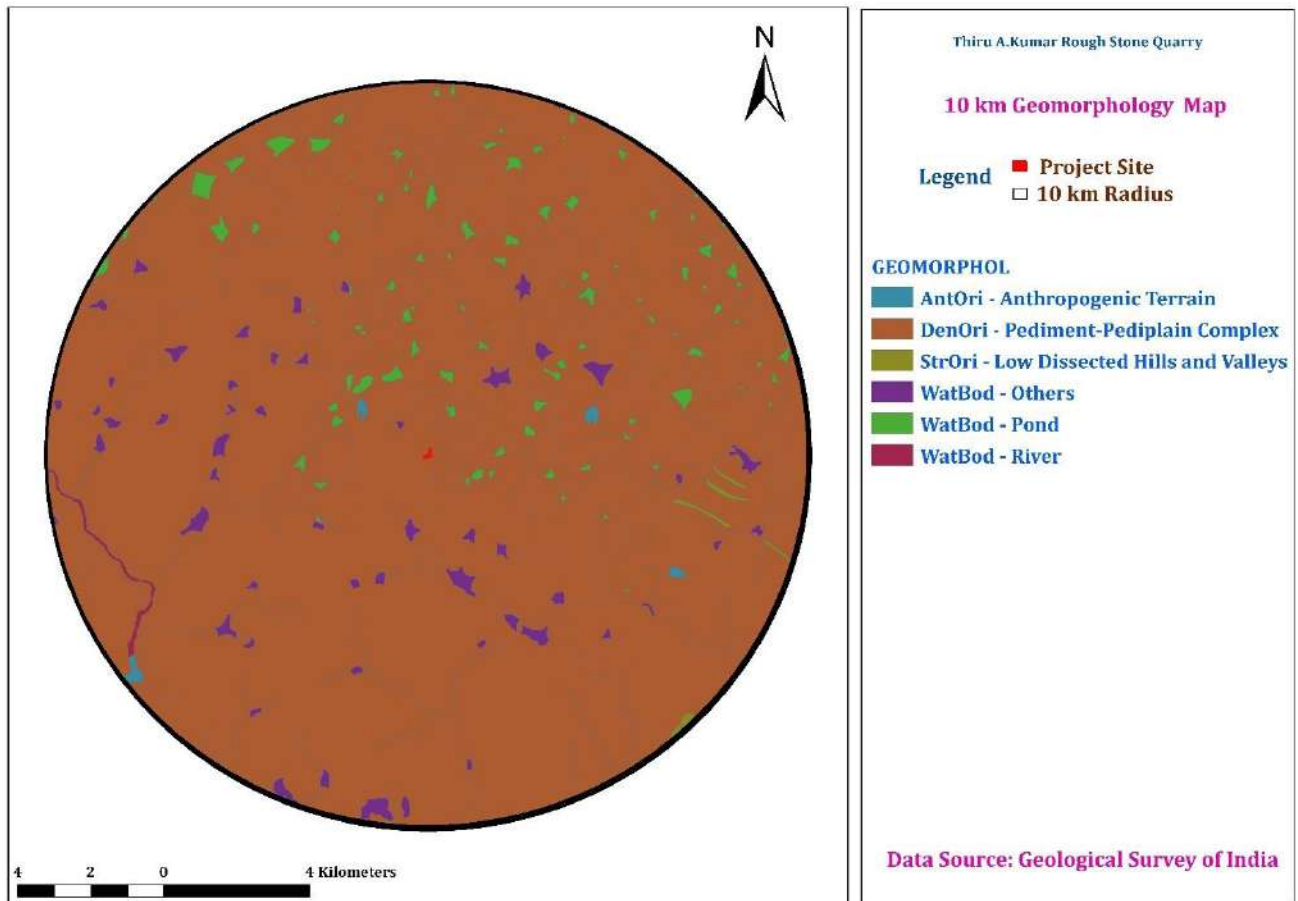 N
4 2 0 4 Kilometers
Thiru A.Kumar Rough Stone Quarry
10 km Geomorphology Map
Legend
Project Site
10 km Radius
GEOMORPHOL
AntOri - Anthropogenic Terrain
DenOri - Pediment-Pediplain Complex
StrOri - Low Dissected Hills and Valleys
WatBod - Others
WatBod - Pond
WatBod - River
Data Source: Geological Survey of India